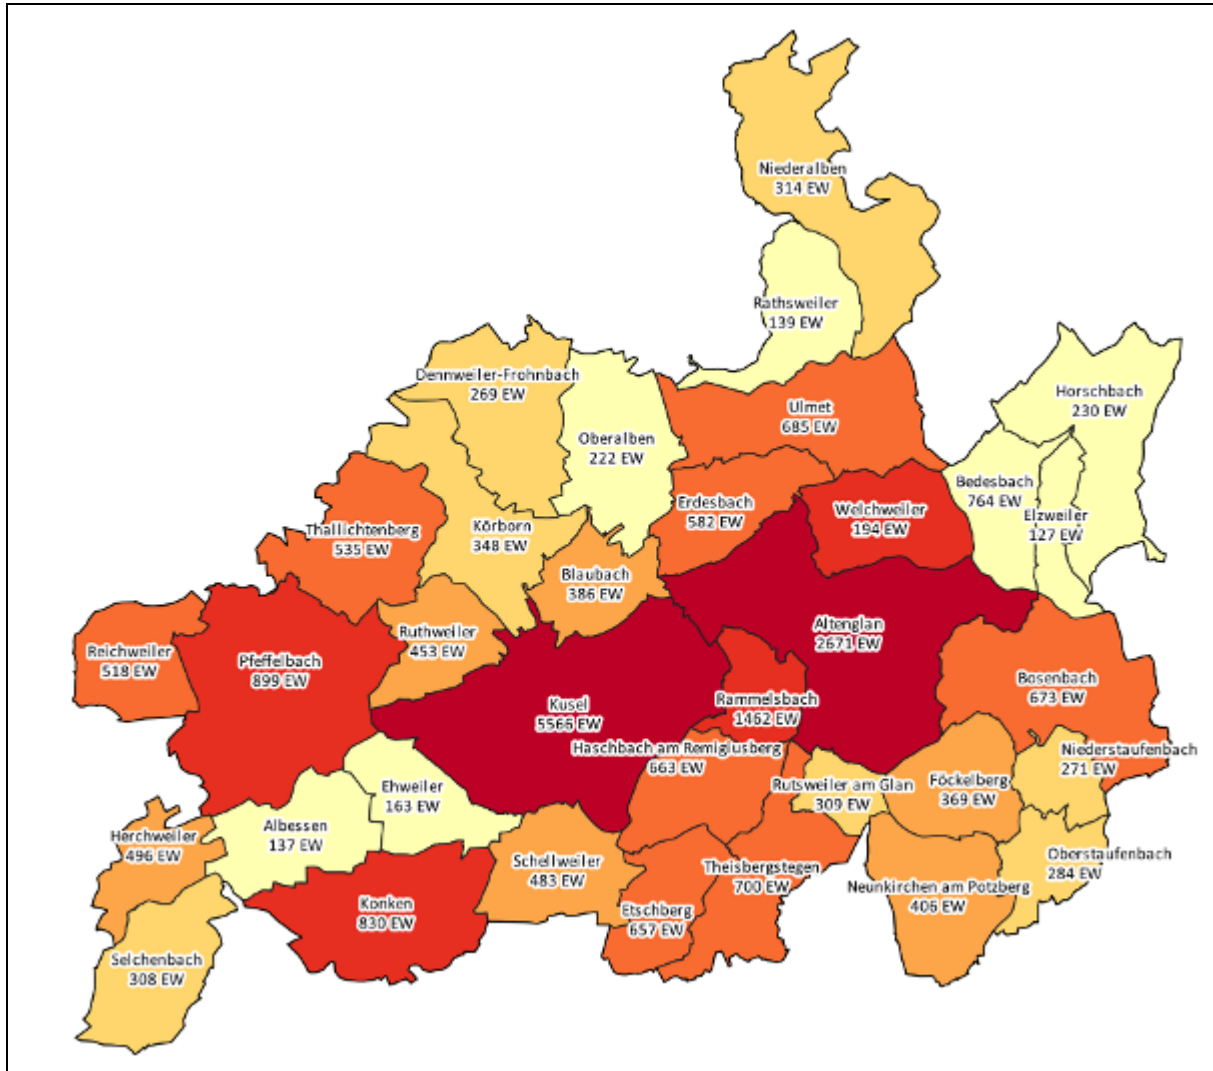 Niederalben
314 EW
Rathsweiler
139 EW
Dennweiler-Frohnbach
269 EW
Horschbach
230 EW
Ulmet
685 EW
Oberalben
222 EW
Bedesbach
764 EW
Erdesbach
582 EW
Welchweiler
194 EW
Elzweiler
127 EW
Thallichtenberg
535 EW
Körborn
348 EW
Blaubach
386 EW
Altenglan
2671 EW
Ruthweiler
453 EW
Reichweiler
518 EW
Pfeffelbach
899 EW
Bosenbach
673 EW
Kusel
5566 EW
Rammelsbach
1462 EW
Haschbach am Remigiusberg
663 EW
Niederstaufenbach
271 EW
Rutsweiler am Glan
309 EW
Föckelberg
369 EW
Ehweiler
163 EW
Albessen
137 EW
Herchweiler
496 EW
Schellweiler
483 EW
Theisbergstegen
700 EW
Oberstaufenbach
284 EW
Neunkirchen am Potzberg
406 EW
Konken
830 EW
Etschberg
657 EW
Selchenbach
308 EW